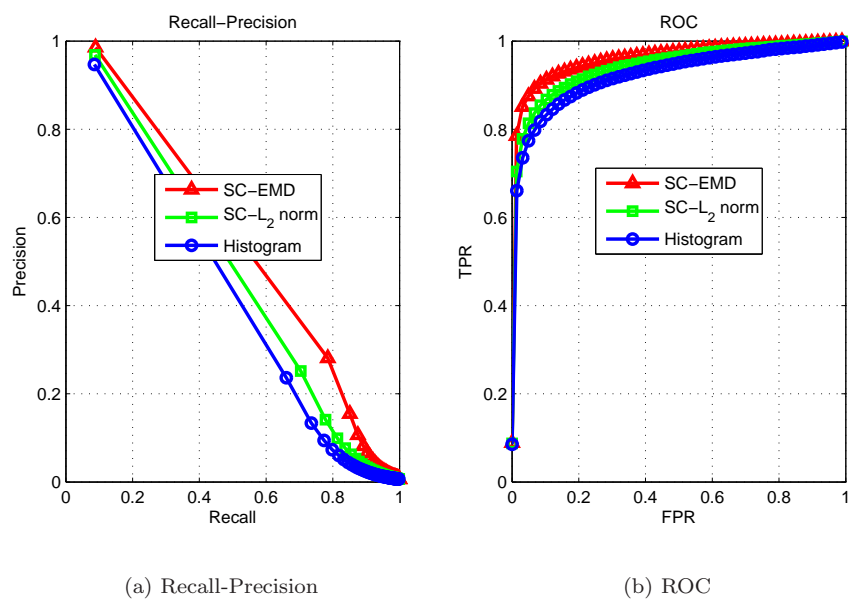 Recall−Precision
1
0.8
0.6
0.4
0.2
0
0
0.2
0.4
0.6
0.8
1
Precision
Recall
SC−EMD
SC−L2 norm
Histogram
(a) Recall-Precision
ROC
1
0.8
0.6
0.4
0.2
0
0
0.2
0.4
0.6
0.8
1
TPR
FPR
SC−EMD
SC−L2 norm
Histogram
(b) ROC